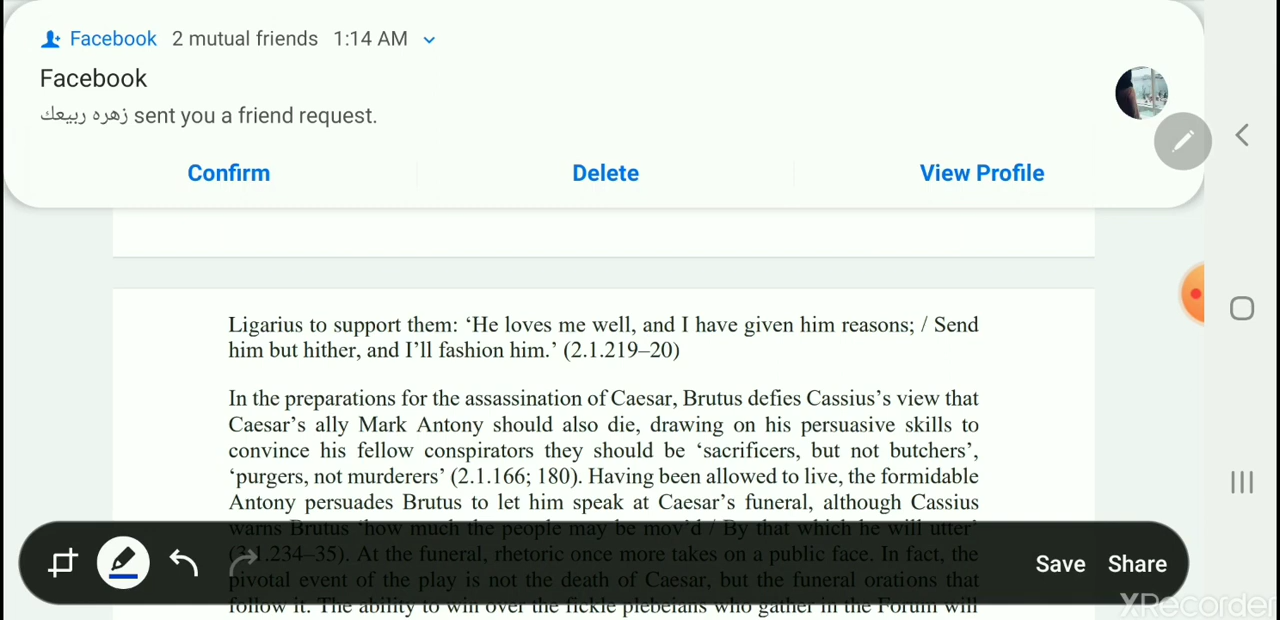 Facebook 2 mutual friends 1:14 AM
Facebook
زهره ربيعك sent you a friend request.
Confirm Delete View Profile
Ligarius to support them: ‘He loves me well, and I have given him reasons; / Send
him but hither, and I’ll fashion him.’ (2.1.219–20)
In the preparations for the assassination of Caesar, Brutus defies Cassius’s view that
Caesar’s ally Mark Antony should also die, drawing on his persuasive skills to
convince his fellow conspirators they should be ‘sacrificers, but not butchers’,
‘purgers, not murderers’ (2.1.166; 180). Having been allowed to live, the formidable
Antony persuades Brutus to let him speak at Caesar’s funeral, although Cassius
warns Brutus ‘how much the people may be mov’d / By that which he will utter’
.234–35). At the funeral, rhetoric once more takes on a public face. In fact, the
pivotal event of the play is not the death of Caesar, but the funeral orations that
follow it. The ability to win over the fickle plebeians who gather in the Forum will
Save Share
XRecorder